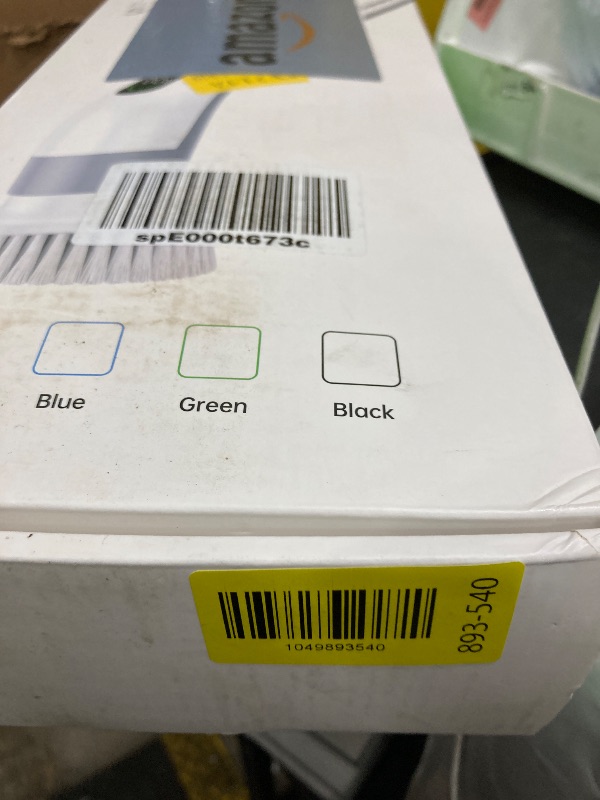 amazon
spE000t673c
Blue
Green
Black
1049893540
893-540